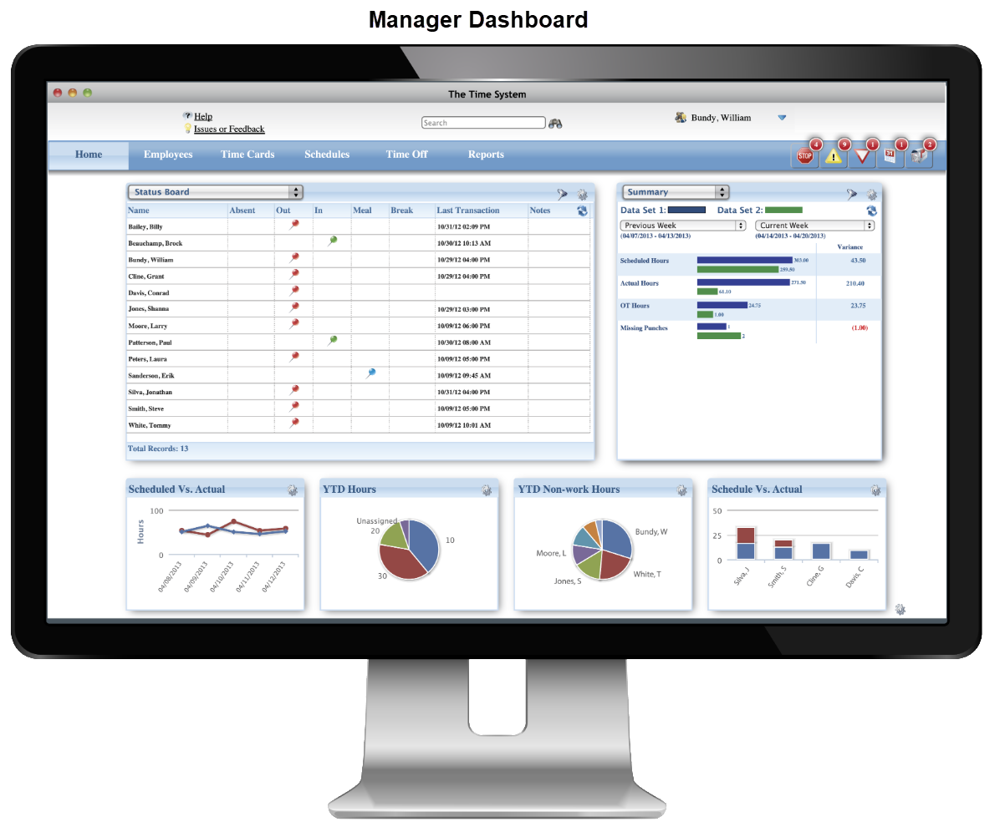 Manager Dashboard
The Time System
Help
Issues or Feedback
Search
Bundy, William
Home Employees Time Cards Schedules Time Off Reports
STOP 4 9 1 31 1 2
Status Board
Name Absent Out In Meal Break Last Transaction Notes
Bailey, Billy 10/31/12 02:09 PM
Beauchamp, Brock 10/30/12 10:13 AM
Bundy, William 10/29/12 04:00 PM
Cline, Grant 10/29/12 04:00 PM
Davis, Conrad
Jones, Shanna 10/29/12 03:00 PM
Moore, Larry 10/09/12 06:00 PM
Patterson, Paul 10/30/12 08:00 AM
Peters, Laura 10/09/12 05:00 PM
Sanderson, Erik 10/09/12 09:45 AM
Silva, Jonathan 10/31/12 04:00 PM
Smith, Steve 10/09/12 05:00 PM
White, Tommy 10/09/12 10:01 AM
Total Records: 13
Summary
Data Set 1: Data Set 2:
Previous Week Current Week
(04/07/2013 - 04/13/2013) (04/14/2013 - 04/20/2013)
Variance
Scheduled Hours 303.00 43.50
259.50
Actual Hours 271.50 210.40
61.10
OT Hours 24.75 23.75
1.00
Missing Punches 1 (1.00)
2
Scheduled Vs. Actual
100
Hours
0
04/08/2013 04/09/2013 04/10/2013 04/11/2013 04/12/2013
YTD Hours
Unassigned
20
10
30
YTD Non-work Hours
Bundy, W
Moore, L
White, T
Jones, S
Schedule Vs. Actual
50
25
0
Silva, J Smith, S Cline, G Davis, C